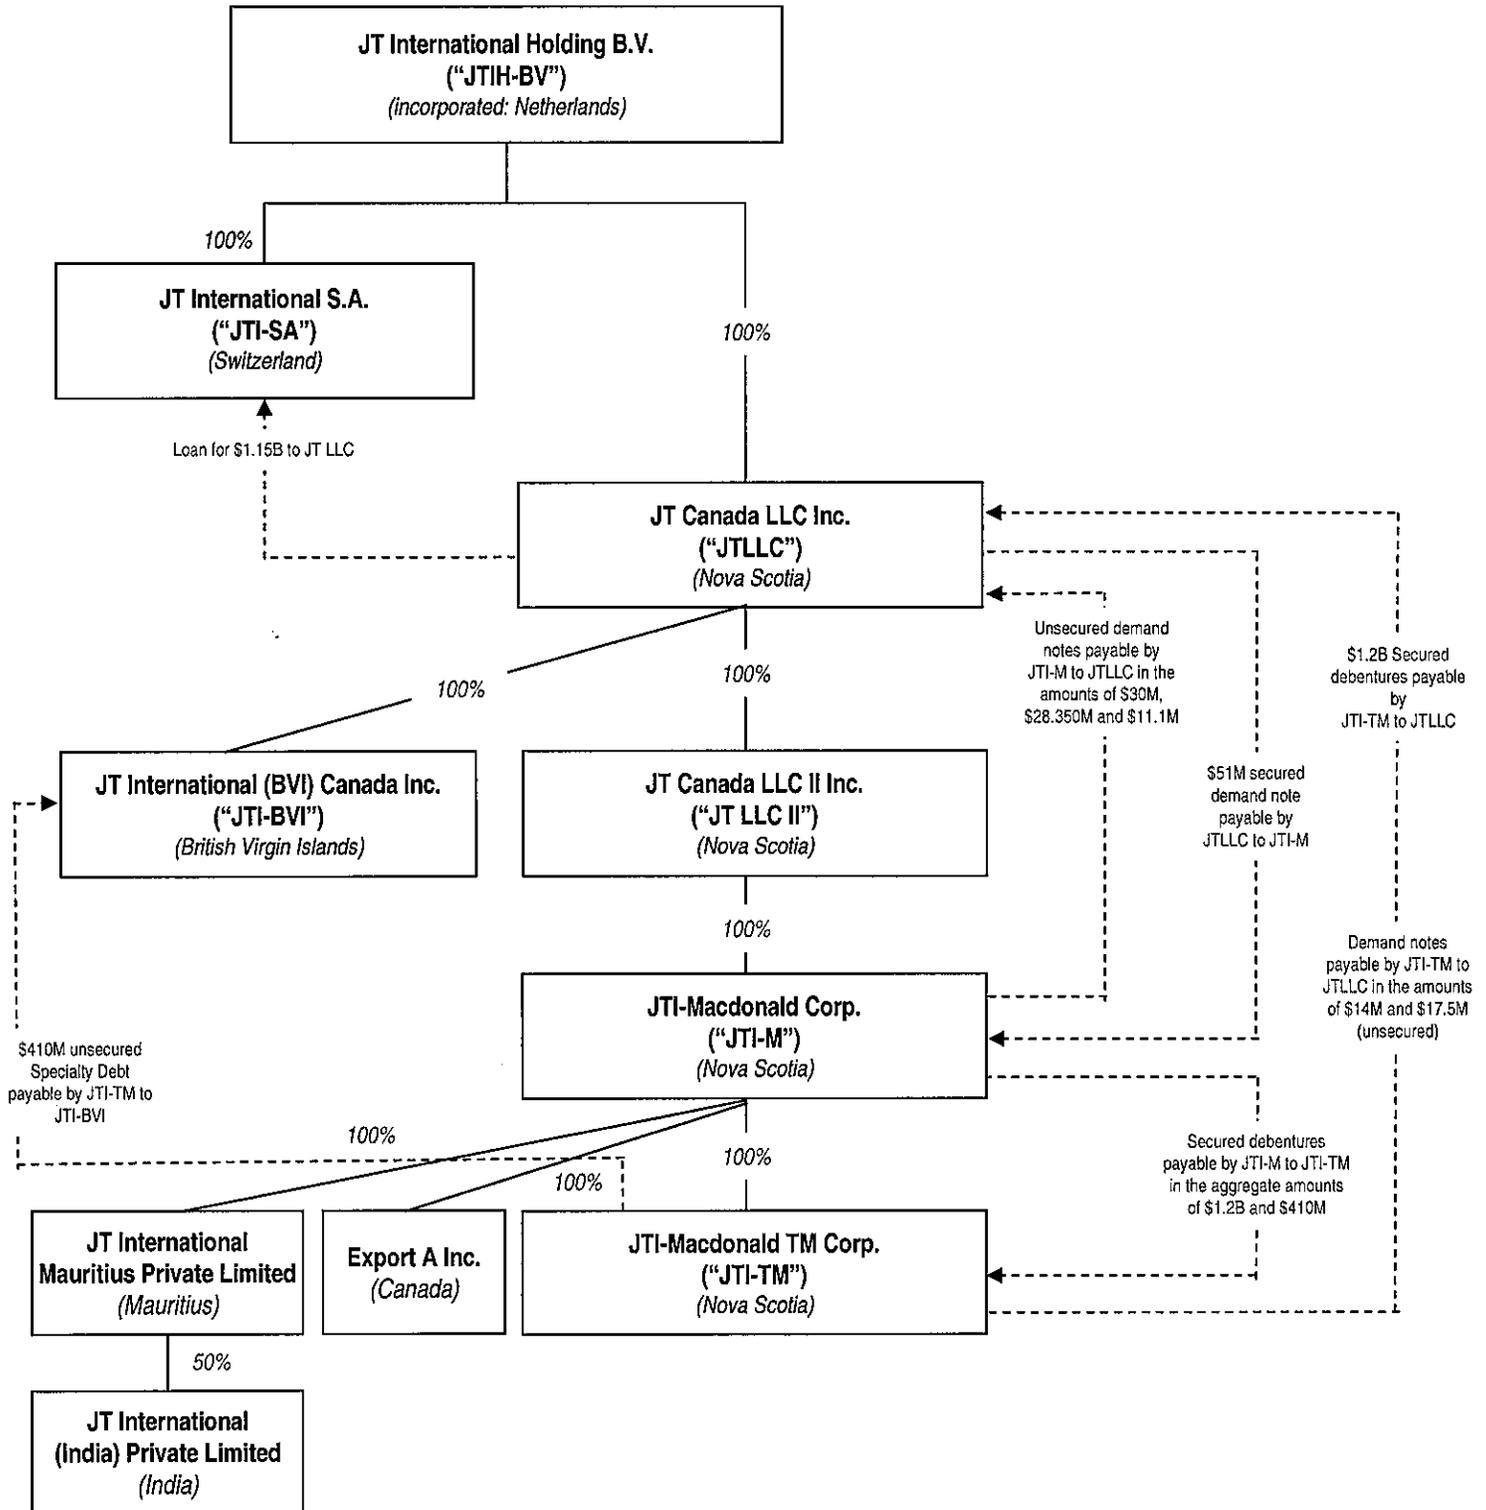 JT International Holding B.V.
("JTIH-BV")
(incorporated: Netherlands)
100%
JT International S.A.
("JTI-SA")
(Switzerland)
100%
Loan for $1.15B to JT LLC
JT Canada LLC Inc.
("JTLLC")
(Nova Scotia)
Unsecured demand
notes payable by
JTI-M to JTLLC in the
amounts of $30M,
$28.350M and $11.1M
$1.2B Secured
debentures payable
by
JTI-TM to JTLLC
100%
100%
JT International (BVI) Canada Inc.
("JTI-BVI")
(British Virgin Islands)
JT Canada LLC II Inc.
("JT LLC II")
(Nova Scotia)
$51M secured
demand note
payable by
JTLLC to JTI-M
100%
Demand notes
payable by JTI-TM to
JTLLC in the amounts
of $14M and $17.5M
(unsecured)
JTI-Macdonald Corp.
("JTI-M")
(Nova Scotia)
$410M unsecured
Specialty Debt
payable by JTI-TM to
JTI-BVI
100%
100%
100%
Secured debentures
payable by JTI-M to JTI-TM
in the aggregate amounts
of $1.2B and $410M
JT International
Mauritius Private Limited
(Mauritius)
Export A Inc.
(Canada)
JTI-Macdonald TM Corp.
("JTI-TM")
(Nova Scotia)
50%
JT International
(India) Private Limited
(India)